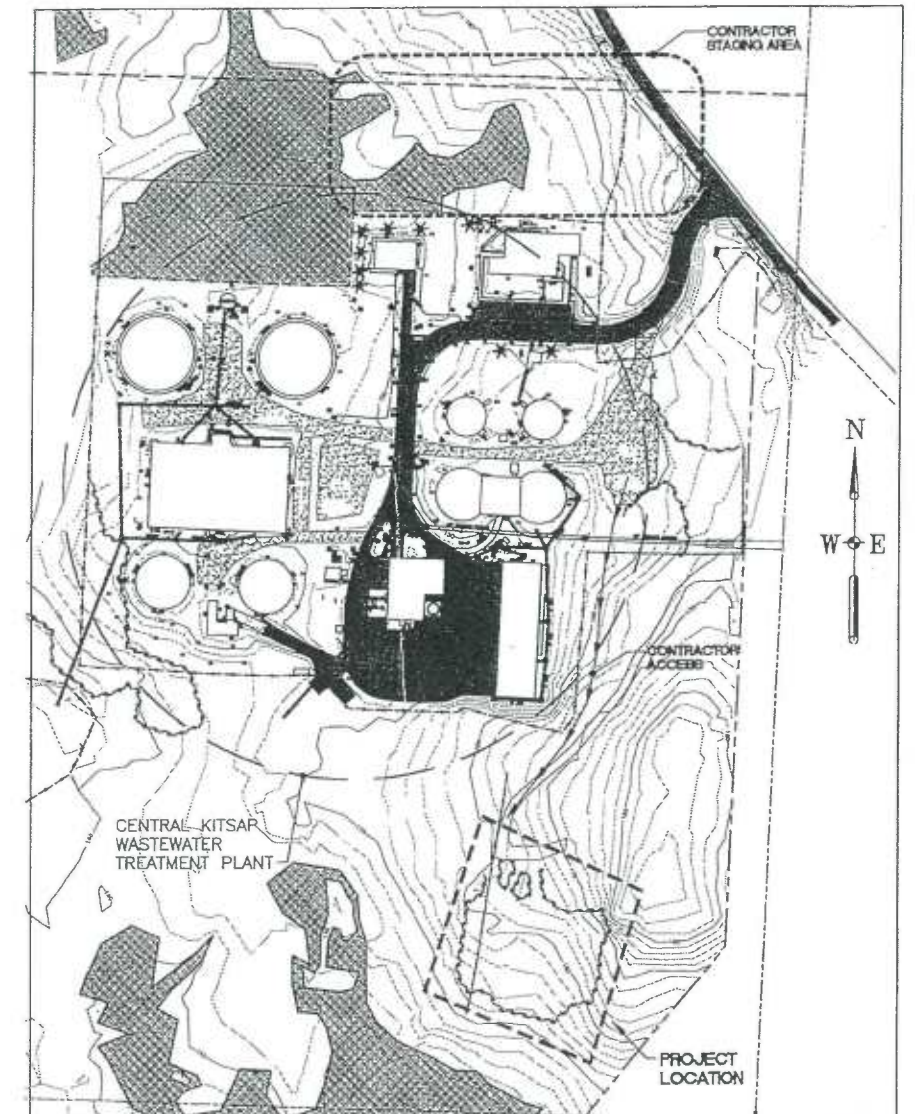 CONTRACTOR
STAGING AREA
N
W E
CONTRACTOR
ACCESS
CENTRAL KITSAP
WASTEWATER
TREATMENT PLANT
PROJECT
LOCATION